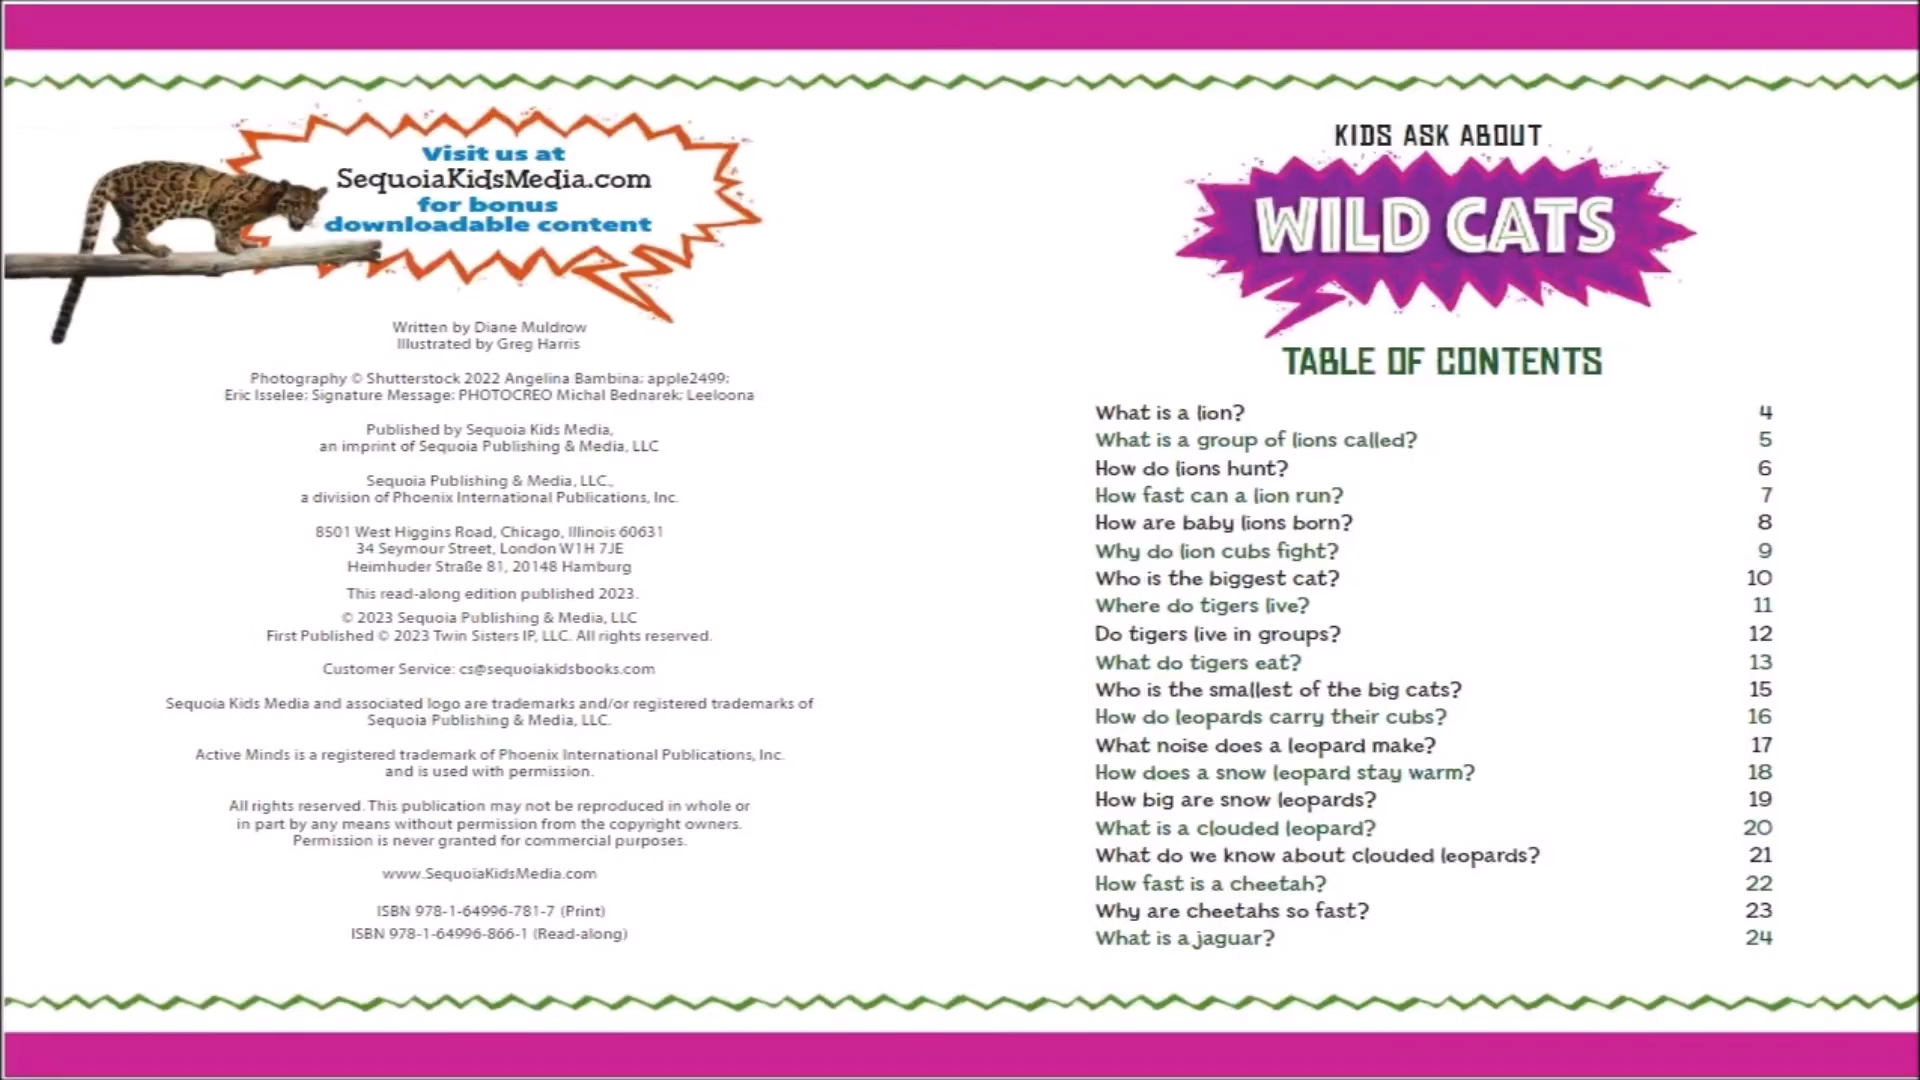 Visit us at
SequoiaKidsMedia.com
for bonus
downloadable content
Written by Diane Muldrow
Illustrated by Greg Harris
Photography © Shutterstock 2022 Angelina Bambina; apple2499;
Eric Isselee; Signature Message; PHOTOCREO Michal Bednarek; Leeloona
Published by Sequoia Kids Media,
an imprint of Sequoia Publishing & Media, LLC
Sequoia Publishing & Media, LLC.,
a division of Phoenix International Publications, Inc.
8501 West Higgins Road, Chicago, Illinois 60631
34 Seymour Street, London W1H 7JE
Heimhuder Straße 81, 20148 Hamburg
This read-along edition published 2023.
© 2023 Sequoia Publishing & Media, LLC
First Published © 2023 Twin Sisters IP, LLC. All rights reserved.
Customer Service: cs@sequoiakidsbooks.com
Sequoia Kids Media and associated logo are trademarks and/or registered trademarks of
Sequoia Publishing & Media, LLC.
Active Minds is a registered trademark of Phoenix International Publications, Inc.
and is used with permission.
All rights reserved. This publication may not be reproduced in whole or
in part by any means without permission from the copyright owners.
Permission is never granted for commercial purposes.
www.SequoiaKidsMedia.com
ISBN 978-1-64996-781-7 (Print)
ISBN 978-1-64996-866-1 (Read-along)
KIDS ASK ABOUT
WILD CATS
TABLE OF CONTENTS
What is a lion? 4
What is a group of lions called? 5
How do lions hunt? 6
How fast can a lion run? 7
How are baby lions born? 8
Why do lion cubs fight? 9
Who is the biggest cat? 10
Where do tigers live? 11
Do tigers live in groups? 12
What do tigers eat? 13
Who is the smallest of the big cats? 15
How do leopards carry their cubs? 16
What noise does a leopard make? 17
How does a snow leopard stay warm? 18
How big are snow leopards? 19
What is a clouded leopard? 20
What do we know about clouded leopards? 21
How fast is a cheetah? 22
Why are cheetahs so fast? 23
What is a jaguar? 24